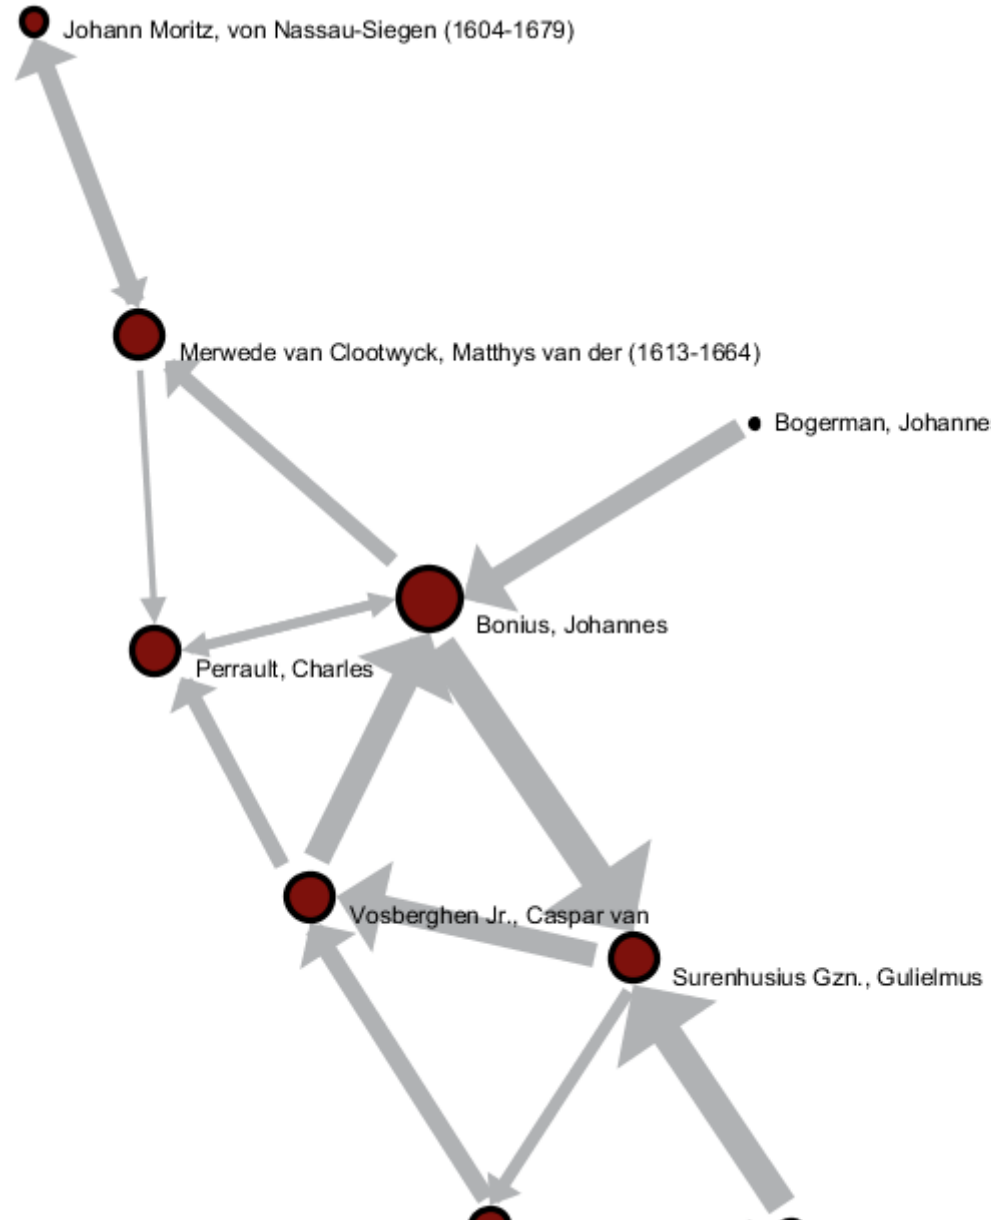 Johann Moritz, von Nassau-Siegen (1604-1679)
Merwede van Clootwyck, Matthys van der (1613-1664)
Bogerman, Johanne
Bonius, Johannes
Perrault, Charles
Vosberghen Jr., Caspar van
Surenhusius Gzn., Gulielmus